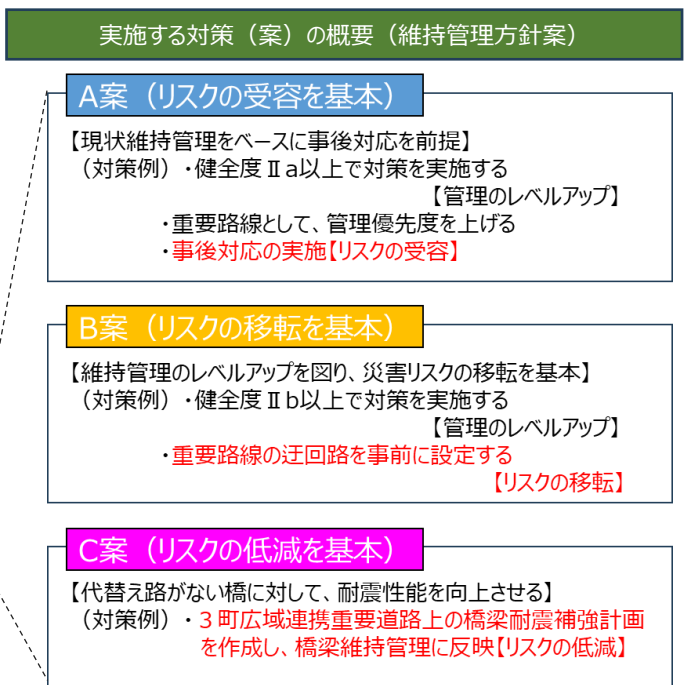 実施する対策（案）の概要（維持管理方針案）
A案（リスクの受容を基本）
【現状維持管理をベースに事後対応を前提】
（対策例）・健全度Ⅱa以上で対策を実施する
【管理のレベルアップ】
・重要路線として、管理優先度を上げる
・事後対応の実施【リスクの受容】
B案（リスクの移転を基本）
【維持管理のレベルアップを図り、災害リスクの移転を基本】
（対策例）・健全度Ⅱb以上で対策を実施する
【管理のレベルアップ】
・重要路線の迂回路を事前に設定する
【リスクの移転】
C案（リスクの低減を基本）
【代替え路がない橋に対して、耐震性能を向上させる】
（対策例）・３町広域連携重要道路上の橋梁耐震補強計画
を作成し、橋梁維持管理に反映【リスクの低減】